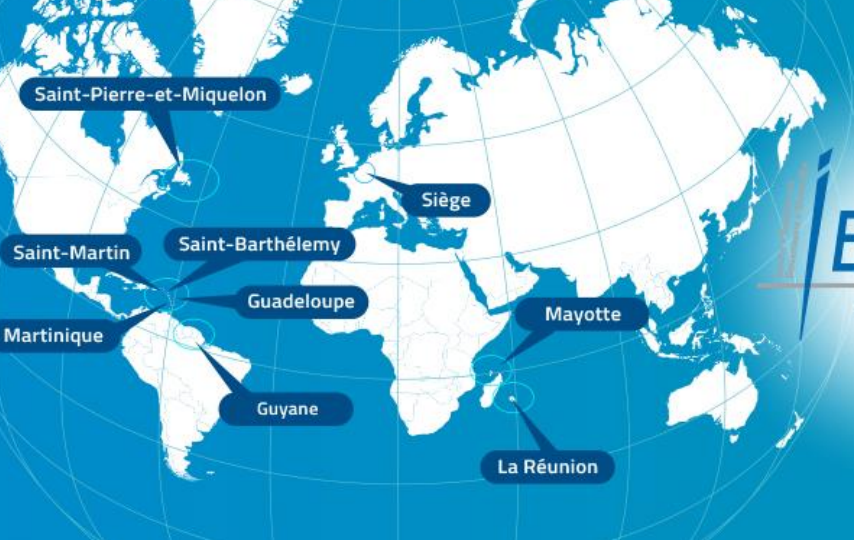 Saint-Pierre-et-Miquelon
Siège
Saint-Martin
Saint-Barthélemy
Guadeloupe
Martinique
Mayotte
Guyane
La Réunion